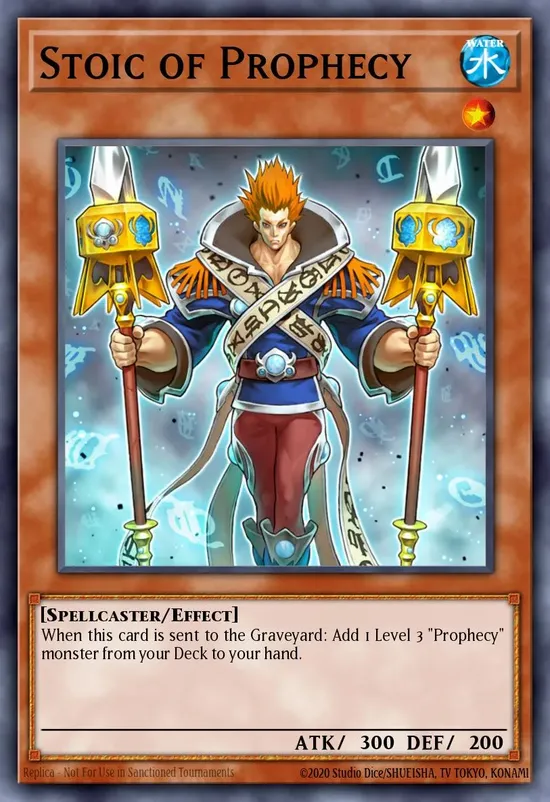 Stoic of Prophecy
WATER
水
[Spellcaster/Effect]
When this card is sent to the Graveyard: Add 1 Level 3 "Prophecy"
monster from your Deck to your hand.
ATK/ 300 DEF/ 200
Replica - Not For Use in Sanctioned Tournaments
©2020 Studio Dice/SHUEISHA, TV TOKYO, KONAMI